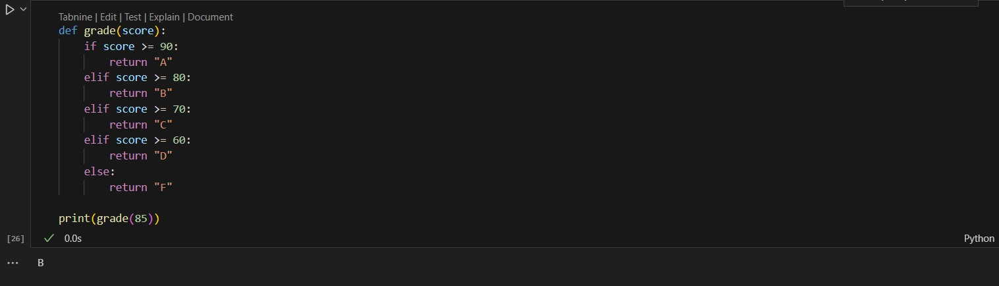 Tabnine | Edit | Test | Explain | Document
def grade(score):
    if score >= 90:
        return "A"
    elif score >= 80:
        return "B"
    elif score >= 70:
        return "C"
    elif score >= 60:
        return "D"
    else:
        return "F"

print(grade(85))
[26] 0.0s Python
B